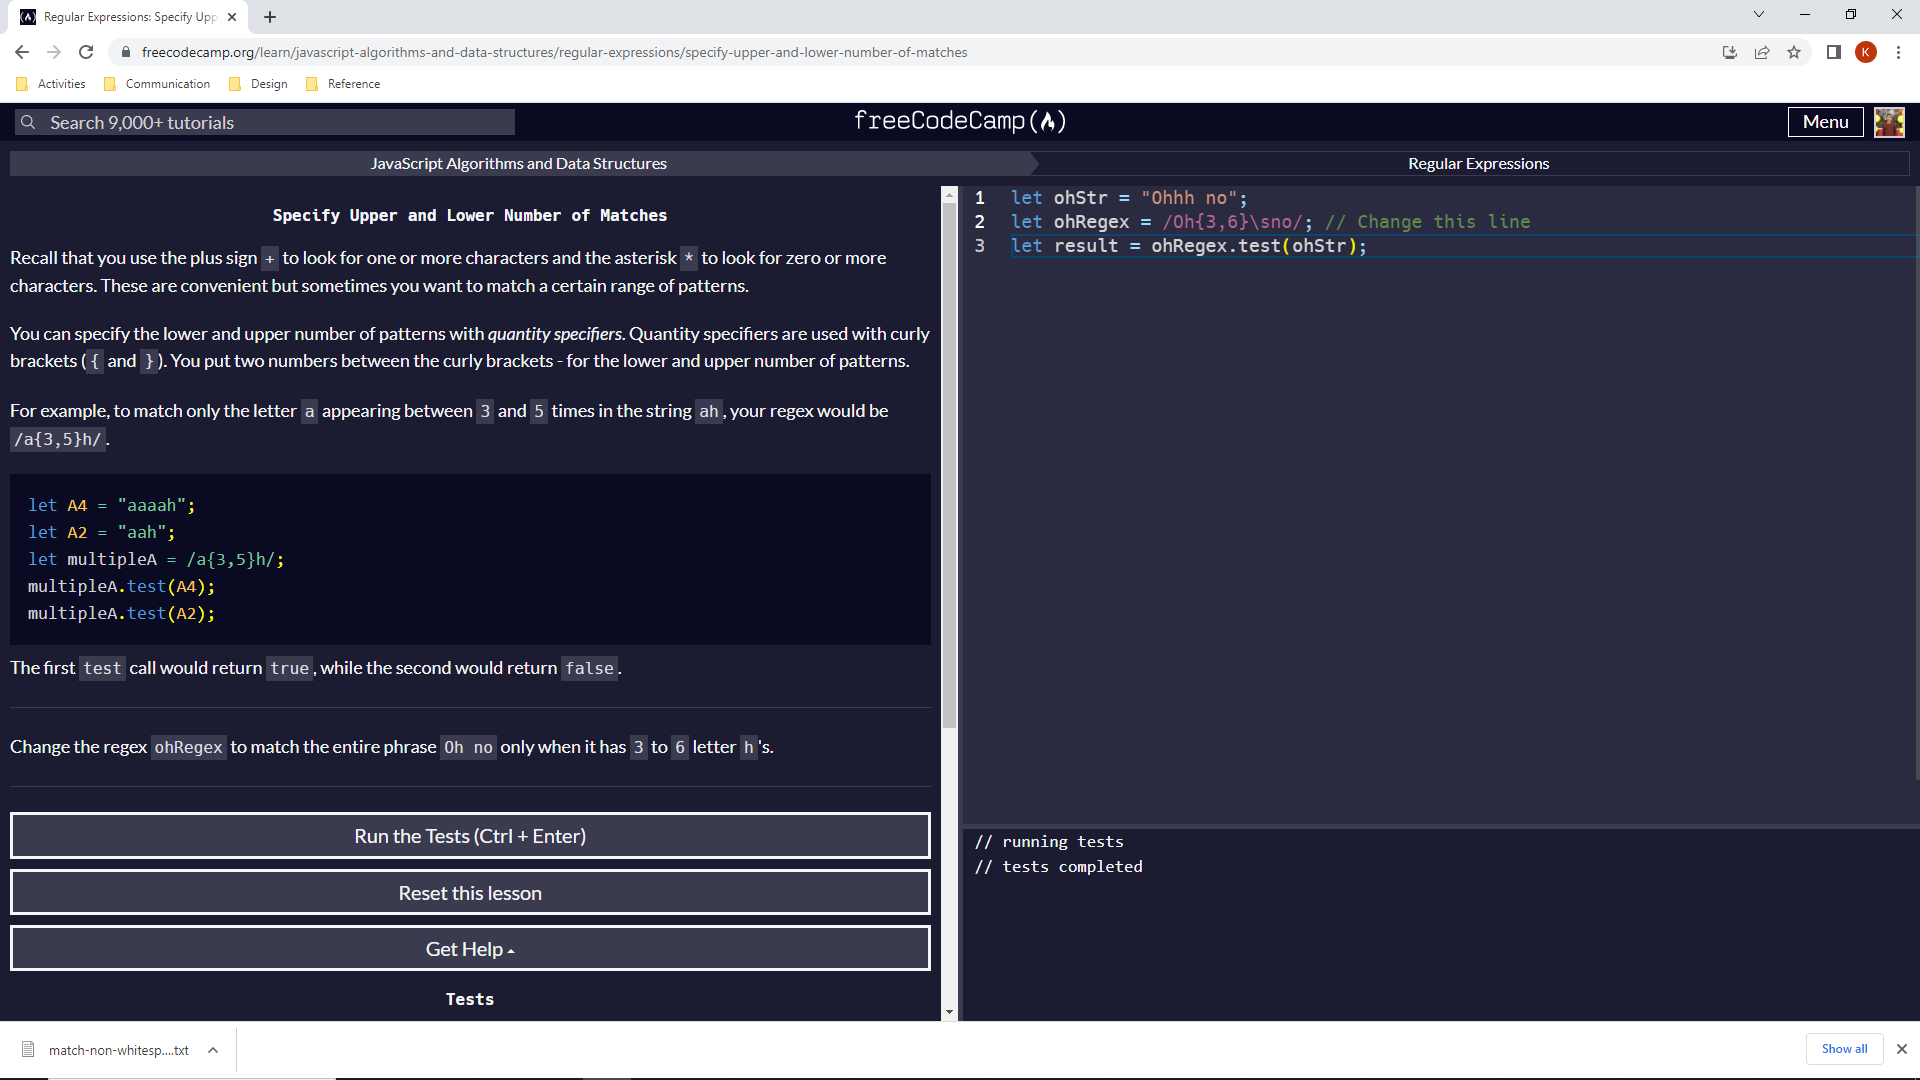 Regular Expressions: Specify Upp
freecodecamp.org/learn/javascript-algorithms-and-data-structures/regular-expressions/specify-upper-and-lower-number-of-matches
K
Activities
Communication
Design
Reference
Search 9,000+ tutorials
freeCodeCamp
Menu
JavaScript Algorithms and Data Structures
Regular Expressions
Specify Upper and Lower Number of Matches
Recall that you use the plus sign + to look for one or more characters and the asterisk * to look for zero or more
characters. These are convenient but sometimes you want to match a certain range of patterns.
You can specify the lower and upper number of patterns with quantity specifiers. Quantity specifiers are used with curly
brackets ( { and } ). You put two numbers between the curly brackets - for the lower and upper number of patterns.
For example, to match only the letter a appearing between 3 and 5 times in the string ah , your regex would be
/a{3,5}h/ .
let A4 = "aaaah";
let A2 = "aah";
let multipleA = /a{3,5}h/;
multipleA.test(A4);
multipleA.test(A2);
The first test call would return true , while the second would return false .
Change the regex ohRegex to match the entire phrase Oh no only when it has 3 to 6 letter h 's.
Run the Tests (Ctrl + Enter)
Reset this lesson
Get Help
Tests
1 let ohStr = "Ohhh no";
2 let ohRegex = /Oh{3,6}\sno/; // Change this line
3 let result = ohRegex.test(ohStr);
// running tests
// tests completed
match-non-whitesp....txt
Show all